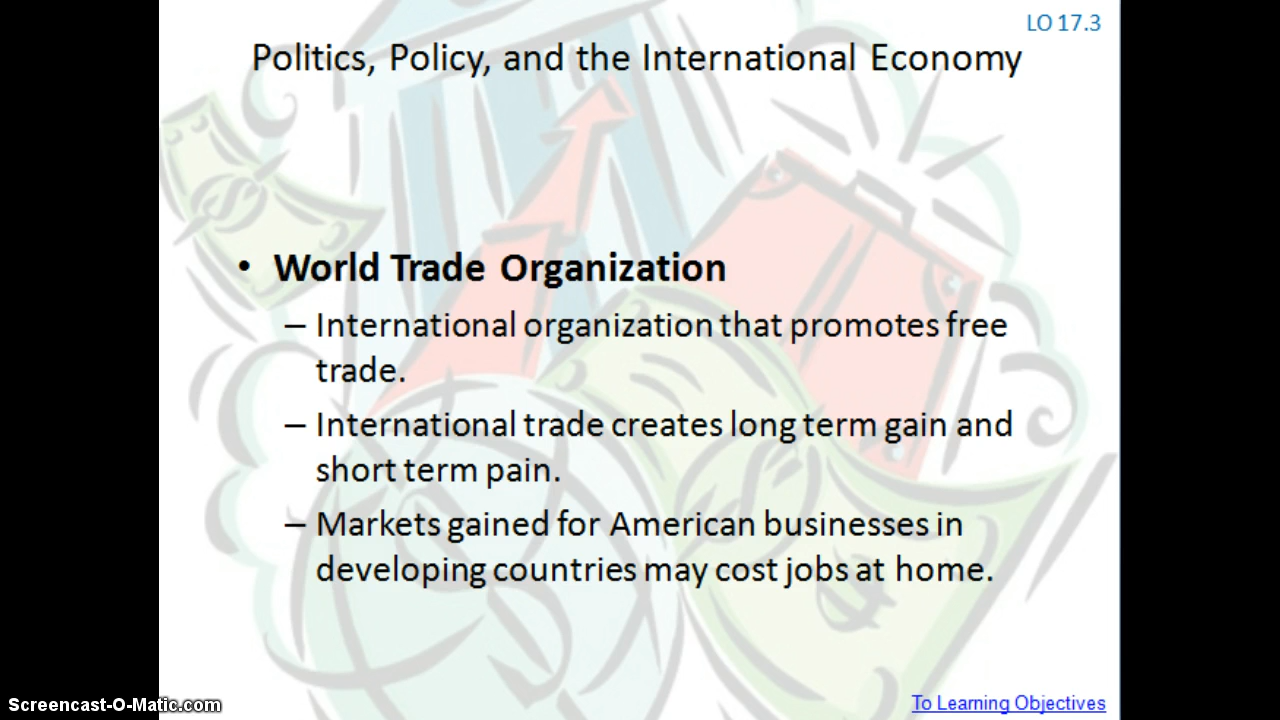 LO 17.3
Politics, Policy, and the International Economy
• World Trade Organization
– International organization that promotes free
trade.
– International trade creates long term gain and
short term pain.
– Markets gained for American businesses in
developing countries may cost jobs at home.
Screencast-O-Matic.com
To Learning Objectives